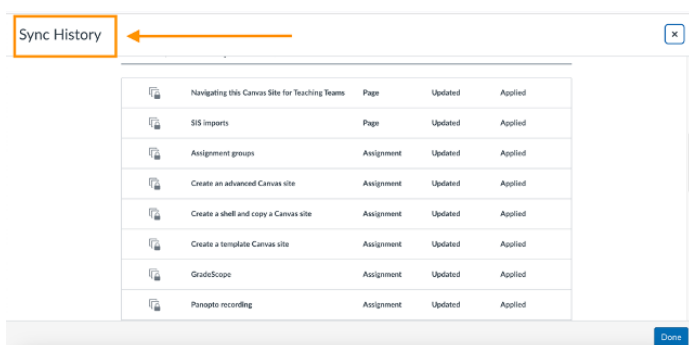 Sync History
Navigating this Canvas Site for Teaching Teams Page Updated Applied
SIS imports Page Updated Applied
Assignment groups Assignment Updated Applied
Create an advanced Canvas site Assignment Updated Applied
Create a shell and copy a Canvas site Assignment Updated Applied
Create a template Canvas site Assignment Updated Applied
GradeScope Assignment Updated Applied
Panopto recording Assignment Updated Applied
Done